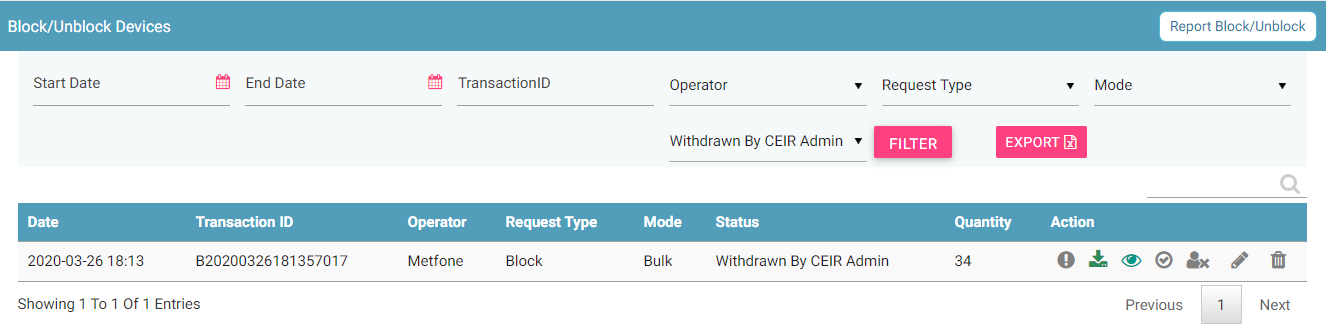 Block/Unblock Devices Report Block/Unblock
Start Date End Date TransactionID Operator Request Type Mode
Withdrawn By CEIR Admin FILTER EXPORT
Date Transaction ID Operator Request Type Mode Status Quantity Action
2020-03-26 18:13 B20200326181357017 Metfone Block Bulk Withdrawn By CEIR Admin 34
Showing 1 To 1 Of 1 Entries Previous 1 Next